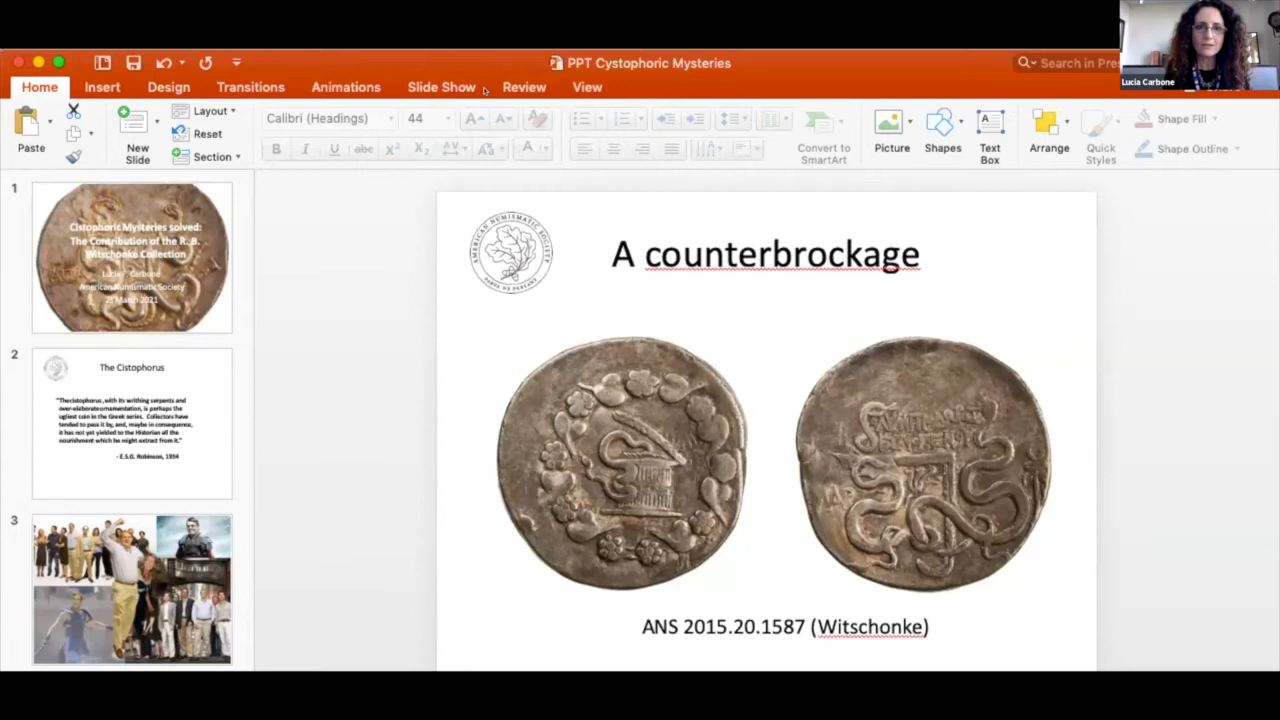 PPT Cystophoric Mysteries
Search in Pres
Lucia Carbone
Home
Insert
Design
Transitions
Animations
Slide Show
Review
View
Paste
New
Slide
Layout
Reset
Section
Calibri (Headings)
44
Convert to
SmartArt
Picture
Shapes
Text
Box
Arrange
Quick
Styles
Shape Fill
Shape Outline
1
Cistophoric Mysteries solved:
The Contribution of the R. B.
Witschonke Collection
Lucia F. Carbone
American Numismatic Society
2
The Cistophorus
"The cistophorus, with its writhing serpents and
over-elaborate ornamentation, is perhaps the
ugliest coin in the Greek series. Collectors have
tended to pass it by, and, maybe in consequence,
it has not yet yielded to the Historian all the
nourishment which he might extract from it."
- E.S.G. Robinson, 1954
3
AMERICAN NUMISMATIC SOCIETY
A counterbrockage
ANS 2015.20.1587 (Witschonke)